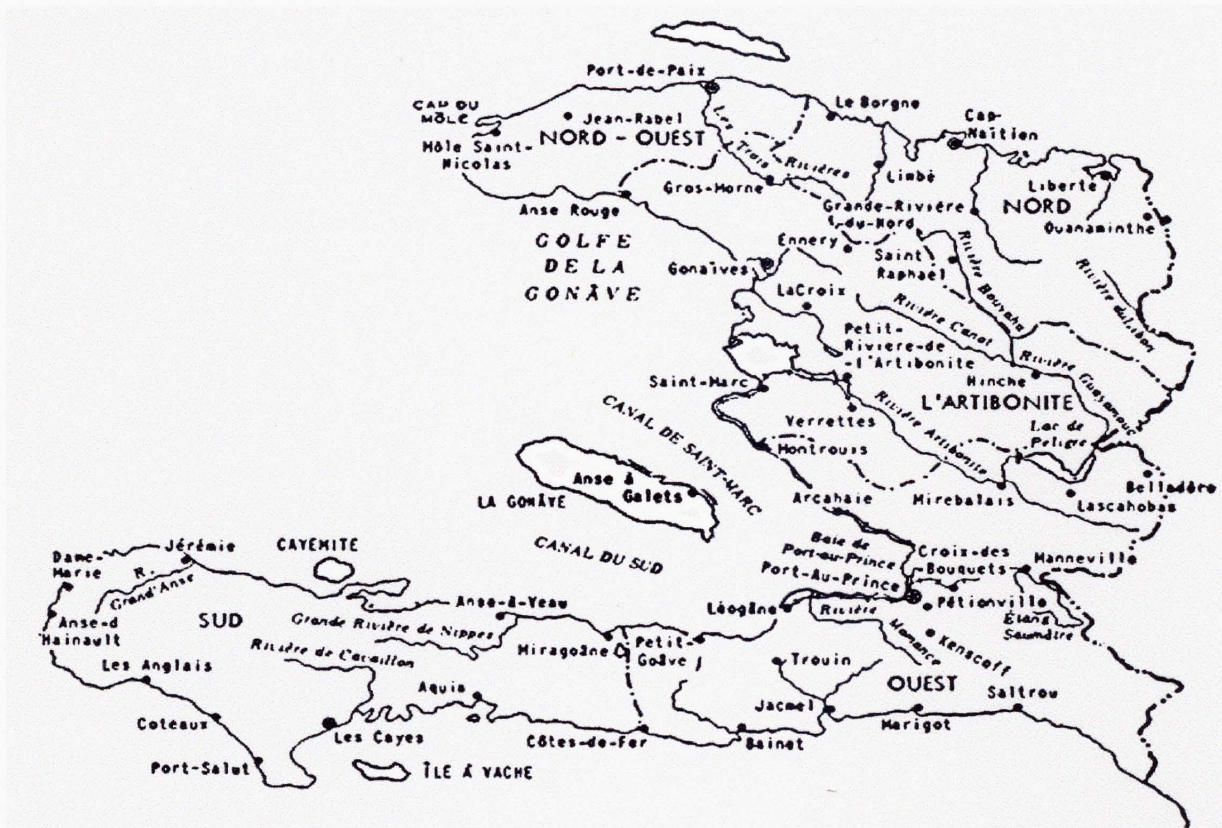 Port-de-Paix
CAP DU
MÔLE
Jean-Rabel
NORD-OUEST
Môle Saint-
Nicolas
Les Trois Rivières
Le Borgne
Cap-
Limbé
Liberté
NORD
Gros-Morne
Anse Rouge
Grande-Rivière
du-Nord
Ouanaminthe
GOLFE
DE LA
GONÂVE
Ennery
Saint
Raphaël
Gonaïves
LaCroix
Rivière Canot
Rivière Bouyaha
Petit-
Rivière-de
-l'Artibonite
Rivière Guayamouc
Saint-Marc
Hinche
L'ARTIBONITE
Verrettes
Rivière Artibonite
Lac de
Peligre
Montrouis
CANAL DE SAINT-MARC
Anse à
Galets
LA GONÂVE
Arcahaie
Mirebalais
Belladère
Lascahobas
CANAL DU SUD
Baie de
Port-au-Prince
Port-Au-Prince
Croix-des
Bouquets
Manneville
Dame-
Marie
Jérémie
CAYEMITE
R.
Grand'Anse
Anse-d
Hainault
SUD
Anse-à-Veau
Grande Rivière de Nippes
Léogâne
Rivière
Momance
Pétionville
Étang
Saumâtre
Kenscoff
Rivière de Cavaillon
Miragoâne
Petit-
Goâve
Trouin
Les Anglais
Aquin
OUEST
Saltrou
Jacmel
Marigot
Coteaux
Les Cayes
Côtes-de-Fer
Bainet
Port-Salut
ÎLE À VACHE